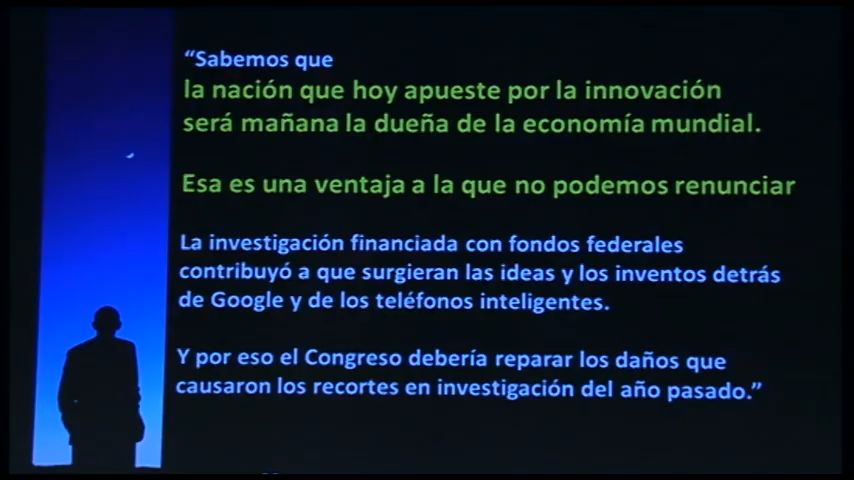 “Sabemos que
la nación que hoy apueste por la innovación
será mañana la dueña de la economía mundial.
Esa es una ventaja a la que no podemos renunciar
La investigación financiada con fondos federales
contribuyó a que surgieran las ideas y los inventos detrás
de Google y de los teléfonos inteligentes.
Y por eso el Congreso debería reparar los daños que
causaron los recortes en investigación del año pasado.”